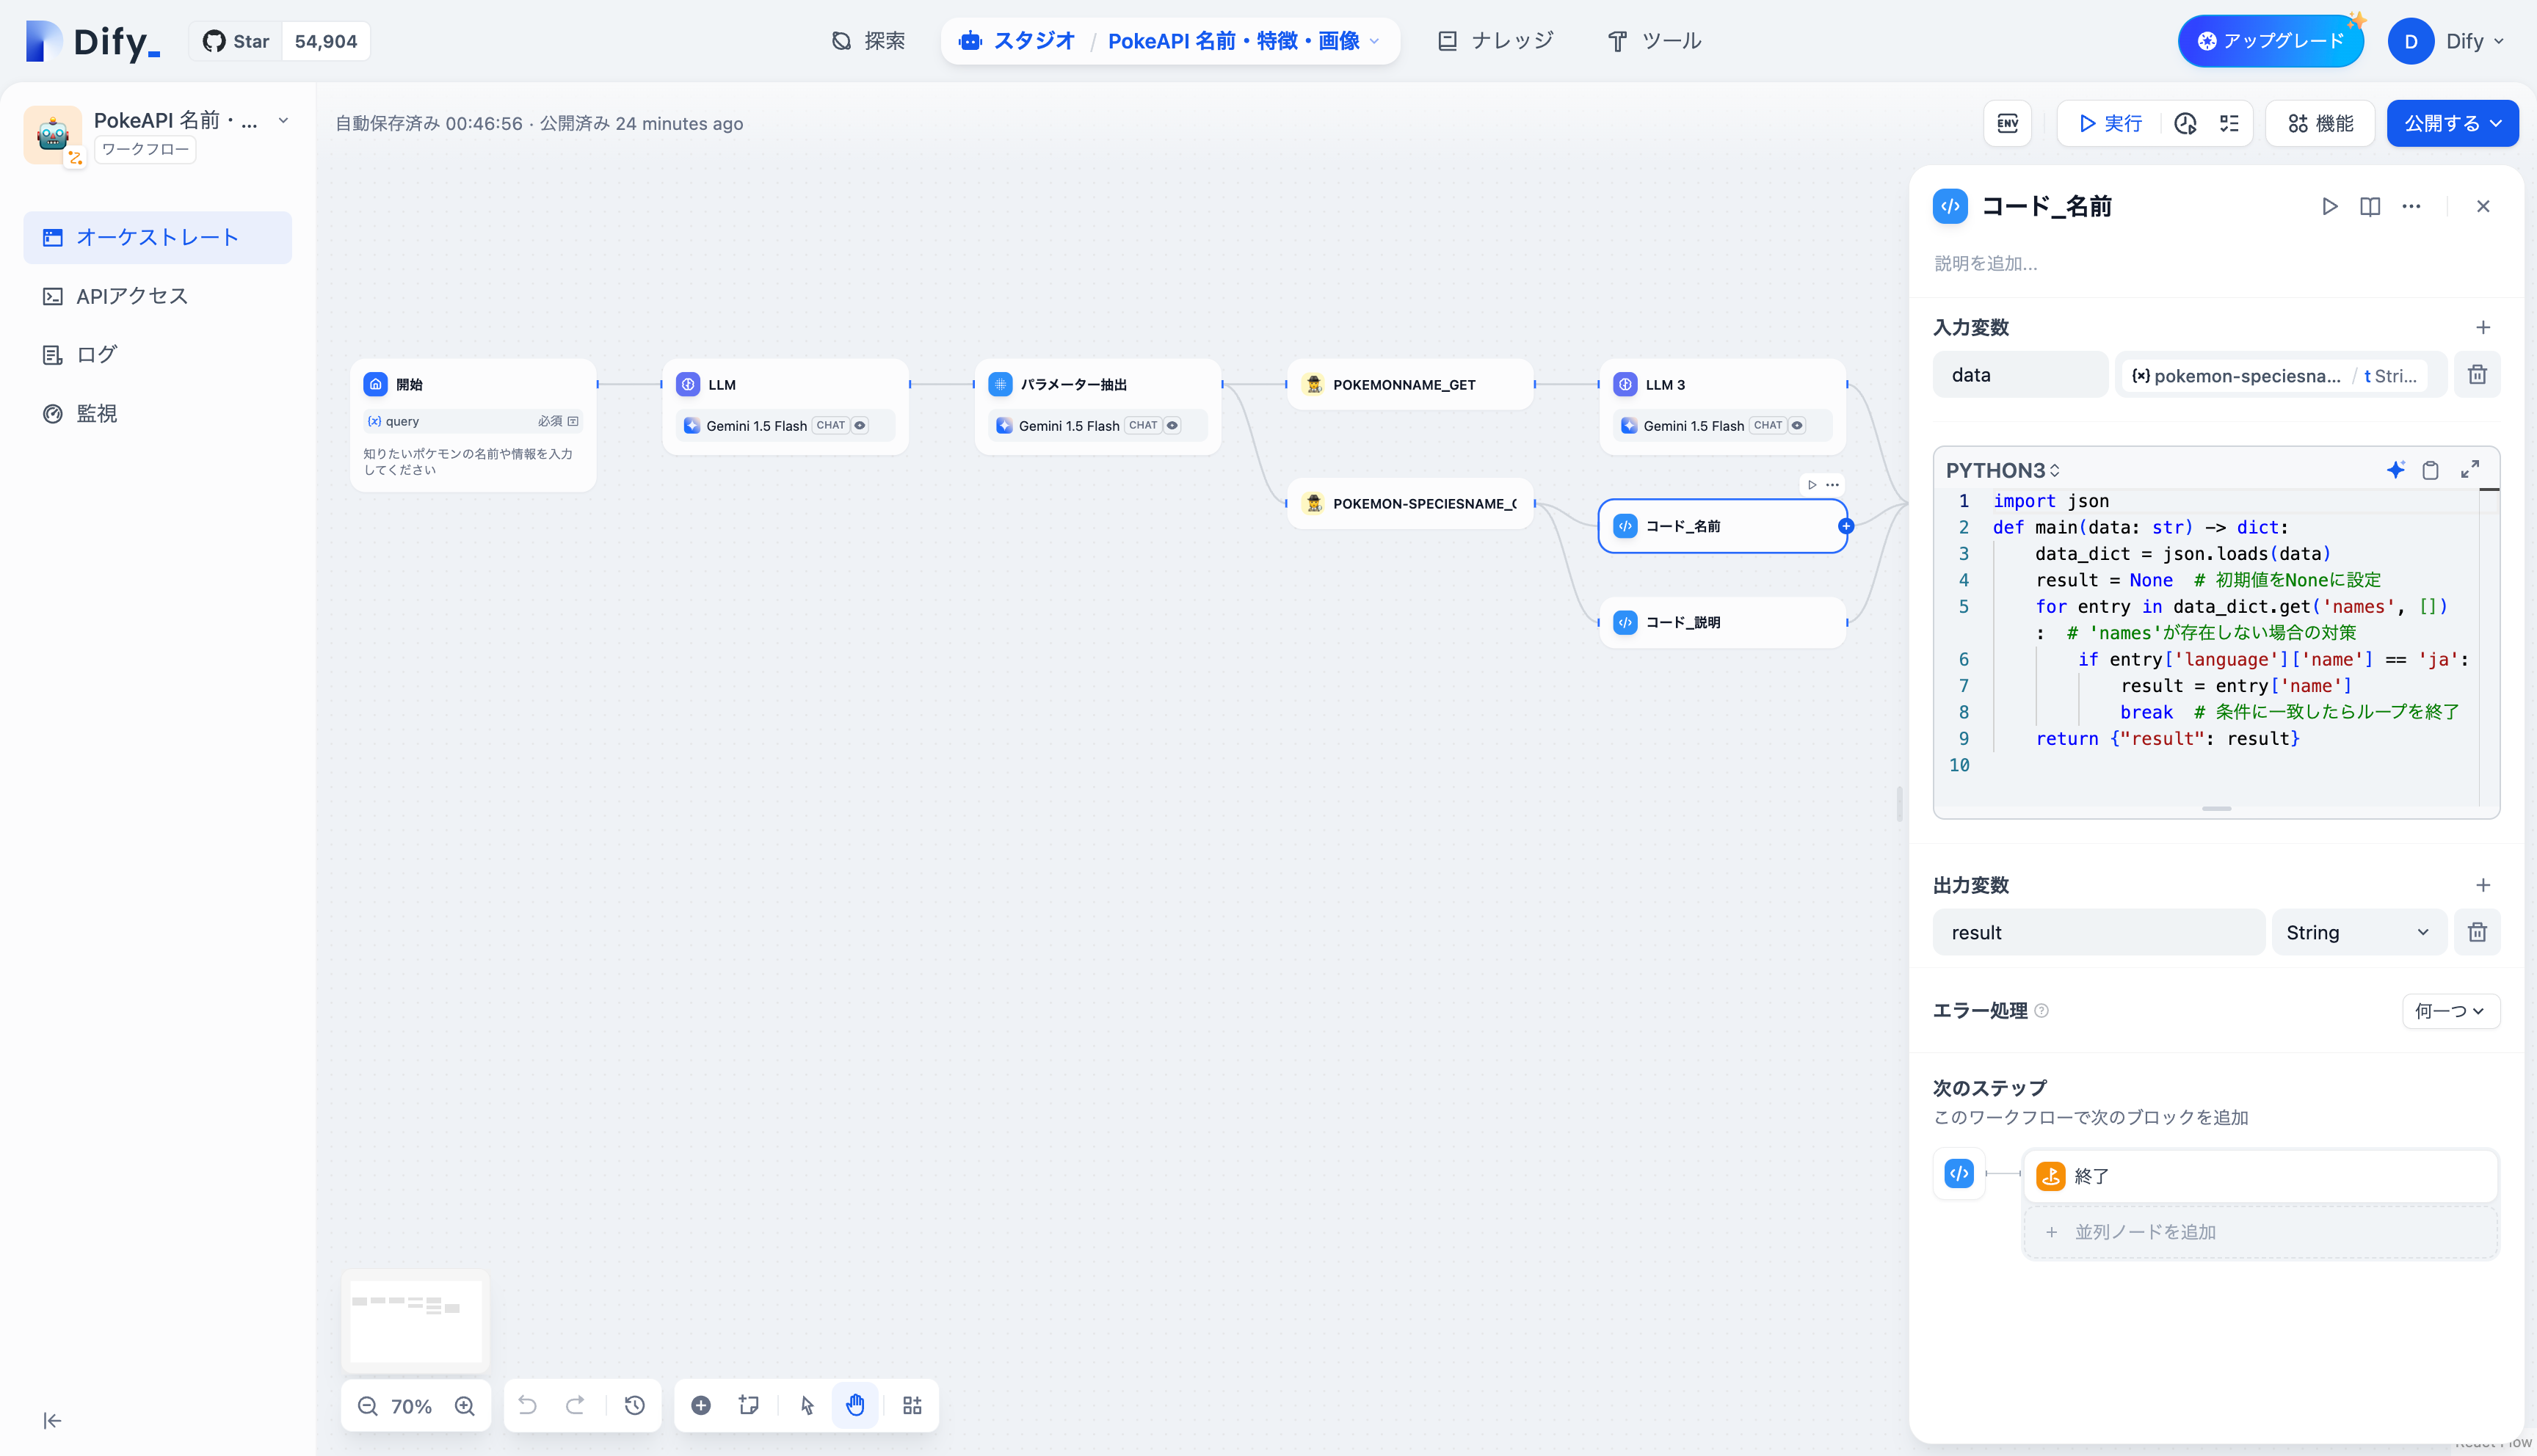 Dify_
Star 54,904
探索
スタジオ / PokeAPI 名前・特徴・画像
ナレッジ
ツール
アップグレード
D Dify
PokeAPI 名前・...
ワークフロー
オーケストレート
APIアクセス
ログ
監視
自動保存済み 00:46:56 · 公開済み 24 minutes ago
ENV
実行
機能
公開する
開始
{x} query 必須
知りたいポケモンの名前や情報を入力
してください
LLM
Gemini 1.5 Flash CHAT
パラメーター抽出
Gemini 1.5 Flash CHAT
POKEMONNAME_GET
POKEMON-SPECIESNAME_
LLM 3
Gemini 1.5 Flash CHAT
コード_名前
コード_説明
70%
コード_名前
説明を追加...
入力変数
data
{x} pokemon-speciesna... / t Stri...
PYTHON3
1 import json
2 def main(data: str) -> dict:
3 data_dict = json.loads(data)
4 result = None # 初期値をNoneに設定
5 for entry in data_dict.get('names', [])
: # 'names'が存在しない場合の対策
6 if entry['language']['name'] == 'ja':
7 result = entry['name']
8 break # 条件に一致したらループを終了
9 return {"result": result}
10
出力変数
result String
エラー処理 何一つ
次のステップ
このワークフローで次のブロックを追加
終了
+ 並列ノードを追加
React Flow